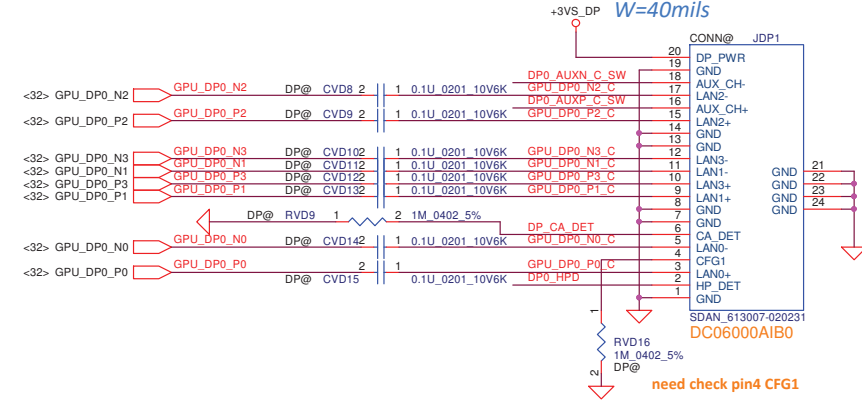 +3VS_DP W=40mils
CONN@ JDP1
20 DP_PWR
19 GND
DP0_AUXN_C_SW 18 AUX_CH-
<32> GPU_DP0_N2 GPU_DP0_N2 DP@ CVD8 2 1 0.1U_0201_10V6K GPU_DP0_N2_C 17 LAN2-
DP0_AUXP_C_SW 16 AUX_CH+
<32> GPU_DP0_P2 GPU_DP0_P2 DP@ CVD9 2 1 0.1U_0201_10V6K GPU_DP0_P2_C 15 LAN2+
14 GND
13 GND
<32> GPU_DP0_N3 GPU_DP0_N3 DP@ CVD102 1 0.1U_0201_10V6K GPU_DP0_N3_C 12 LAN3-
<32> GPU_DP0_N1 GPU_DP0_N1 DP@ CVD112 1 0.1U_0201_10V6K GPU_DP0_N1_C 11 LAN1- GND 21
<32> GPU_DP0_P3 GPU_DP0_P3 DP@ CVD122 1 0.1U_0201_10V6K GPU_DP0_P3_C 10 LAN3+ GND 22
<32> GPU_DP0_P1 GPU_DP0_P1 DP@ CVD132 1 0.1U_0201_10V6K GPU_DP0_P1_C 9 LAN1+ GND 23
8 GND GND 24
DP@ RVD9 1 2 1M_0402_5% 7 GND
DP_CA_DET 6 CA_DET
<32> GPU_DP0_N0 GPU_DP0_N0 DP@ CVD142 1 0.1U_0201_10V6K GPU_DP0_N0_C 5 LAN0-
4 CFG1
<32> GPU_DP0_P0 GPU_DP0_P0 2 1 GPU_DP0_P0_C 3 LAN0+
DP@ CVD15 0.1U_0201_10V6K DP0_HPD 2 HP_DET
1 GND
SDAN_613007-020231
DC06000AIB0
1
RVD16
1M_0402_5%
2 DP@
need check pin4 CFG1